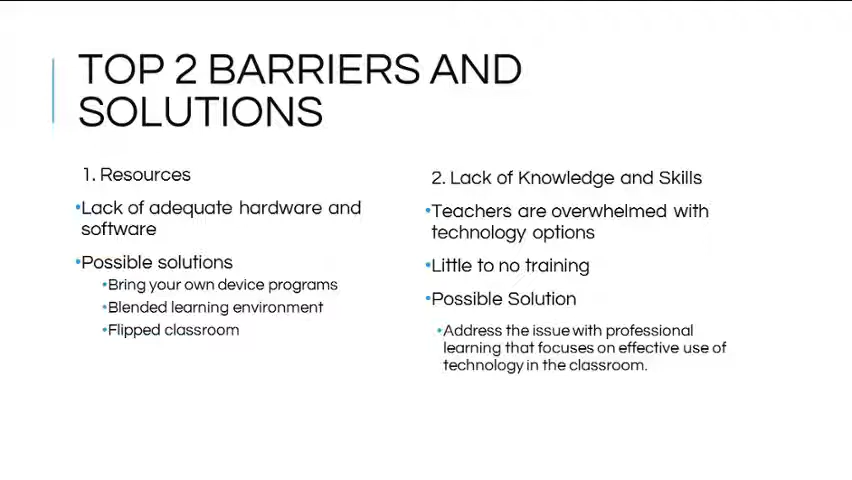 TOP 2 BARRIERS AND
SOLUTIONS
1. Resources
•Lack of adequate hardware and
software
•Possible solutions
•Bring your own device programs
•Blended learning environment
•Flipped classroom
2. Lack of Knowledge and Skills
•Teachers are overwhelmed with
technology options
•Little to no training
•Possible Solution
•Address the issue with professional
learning that focuses on effective use of
technology in the classroom.